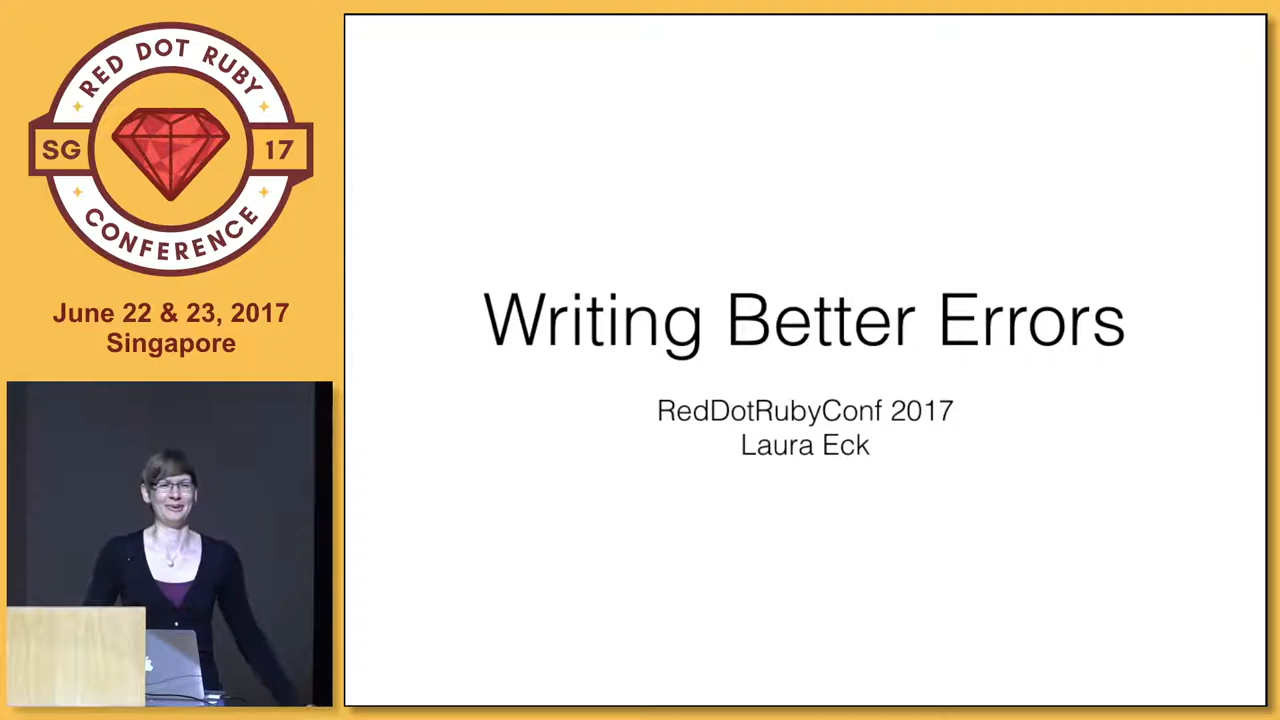 RED DOT RUBY
SG 17
CONFERENCE
June 22 & 23, 2017
Singapore
Writing Better Errors
RedDotRubyConf 2017
Laura Eck